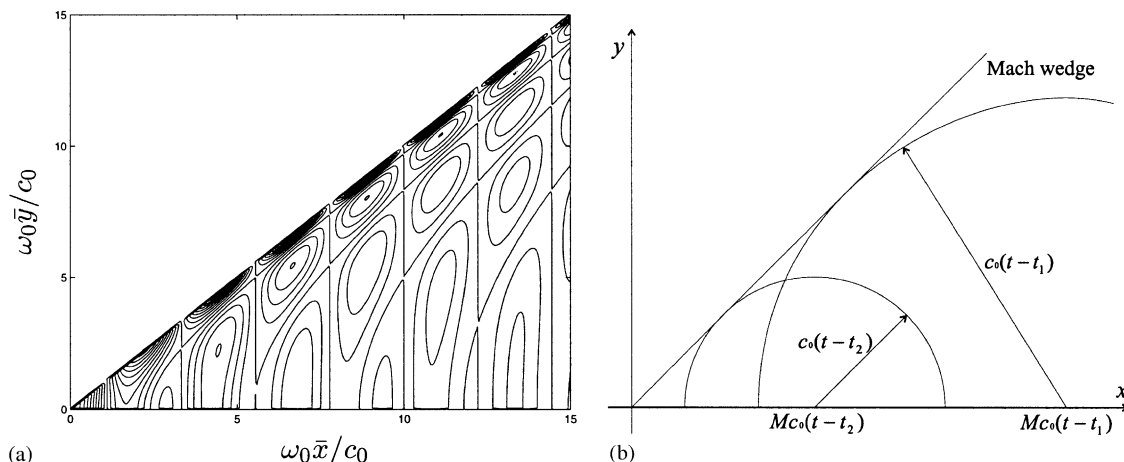 15
10
5
0
ω₀ȳ/c₀
0
5
10
15
ω₀x̄/c₀
(a)
y
Mach wedge
c₀(t−t₁)
c₀(t−t₂)
x
Mc₀(t−t₂)
Mc₀(t−t₁)
(b)